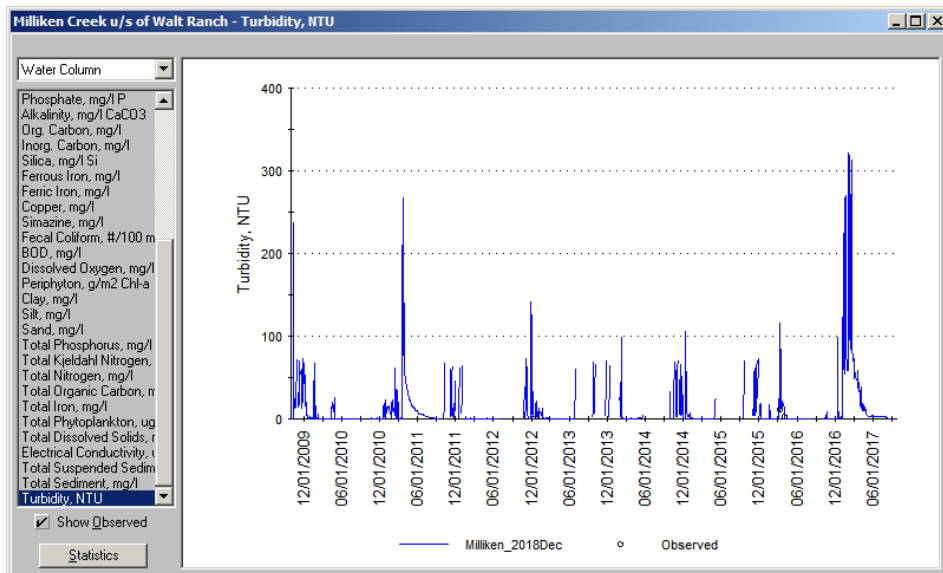 Milliken Creek u/s of Walt Ranch - Turbidity, NTU
Water Column
Phosphate, mg/l P
Alkalinity, mg/l CaCO3
Org. Carbon, mg/l
Inorg. Carbon, mg/l
Silica, mg/l Si
Ferrous Iron, mg/l
Ferric Iron, mg/l
Copper, mg/l
Simazine, mg/l
Fecal Coliform, #/100 m
BOD, mg/l
Dissolved Oxygen, mg/l
Periphyton, g/m2 Chl-a
Clay, mg/l
Silt, mg/l
Sand, mg/l
Total Phosphorus, mg/l
Total Kjeldahl Nitrogen,
Total Nitrogen, mg/l
Total Organic Carbon, m
Total Iron, mg/l
Total Phytoplankton, ug
Total Dissolved Solids, r
Electrical Conductivity, u
Total Suspended Sedim
Total Sediment, mg/l
Turbidity, NTU
Show Observed
Statistics
Turbidity, NTU
400
300
200
100
0
12/01/2009
06/01/2010
12/01/2010
06/01/2011
12/01/2011
06/01/2012
12/01/2012
06/01/2013
12/01/2013
06/01/2014
12/01/2014
06/01/2015
12/01/2015
06/01/2016
12/01/2016
06/01/2017
Milliken_2018Dec
Observed